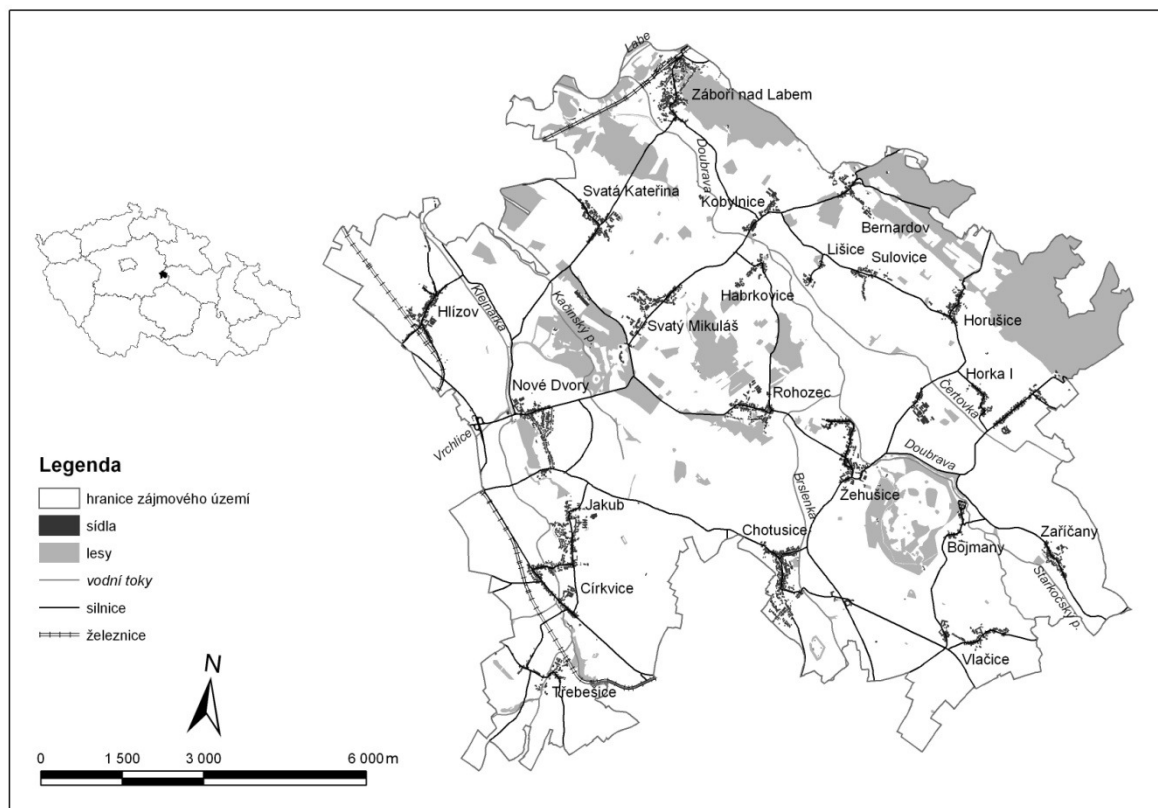 Labe
Záboří nad Labem
Doubrava
Svatá Kateřina
Kobylnice
Bernardov
Lišice
Sulovice
Klejnárka
Kačínský p.
Habrkovice
Hlízov
Svatý Mikuláš
Horušice
Horka I
Nové Dvory
Rohozec
Čertovka
Vrchlice
Doubrava
Žehušice
Brslenka
Jakub
Chotusice
Bojmany
Zaříčany
Starkočský p.
Církvice
Vlačice
Třebešice
Legenda
hranice zájmového území
sídla
lesy
vodní toky
silnice
železnice
N
0 1 500 3 000 6 000 m